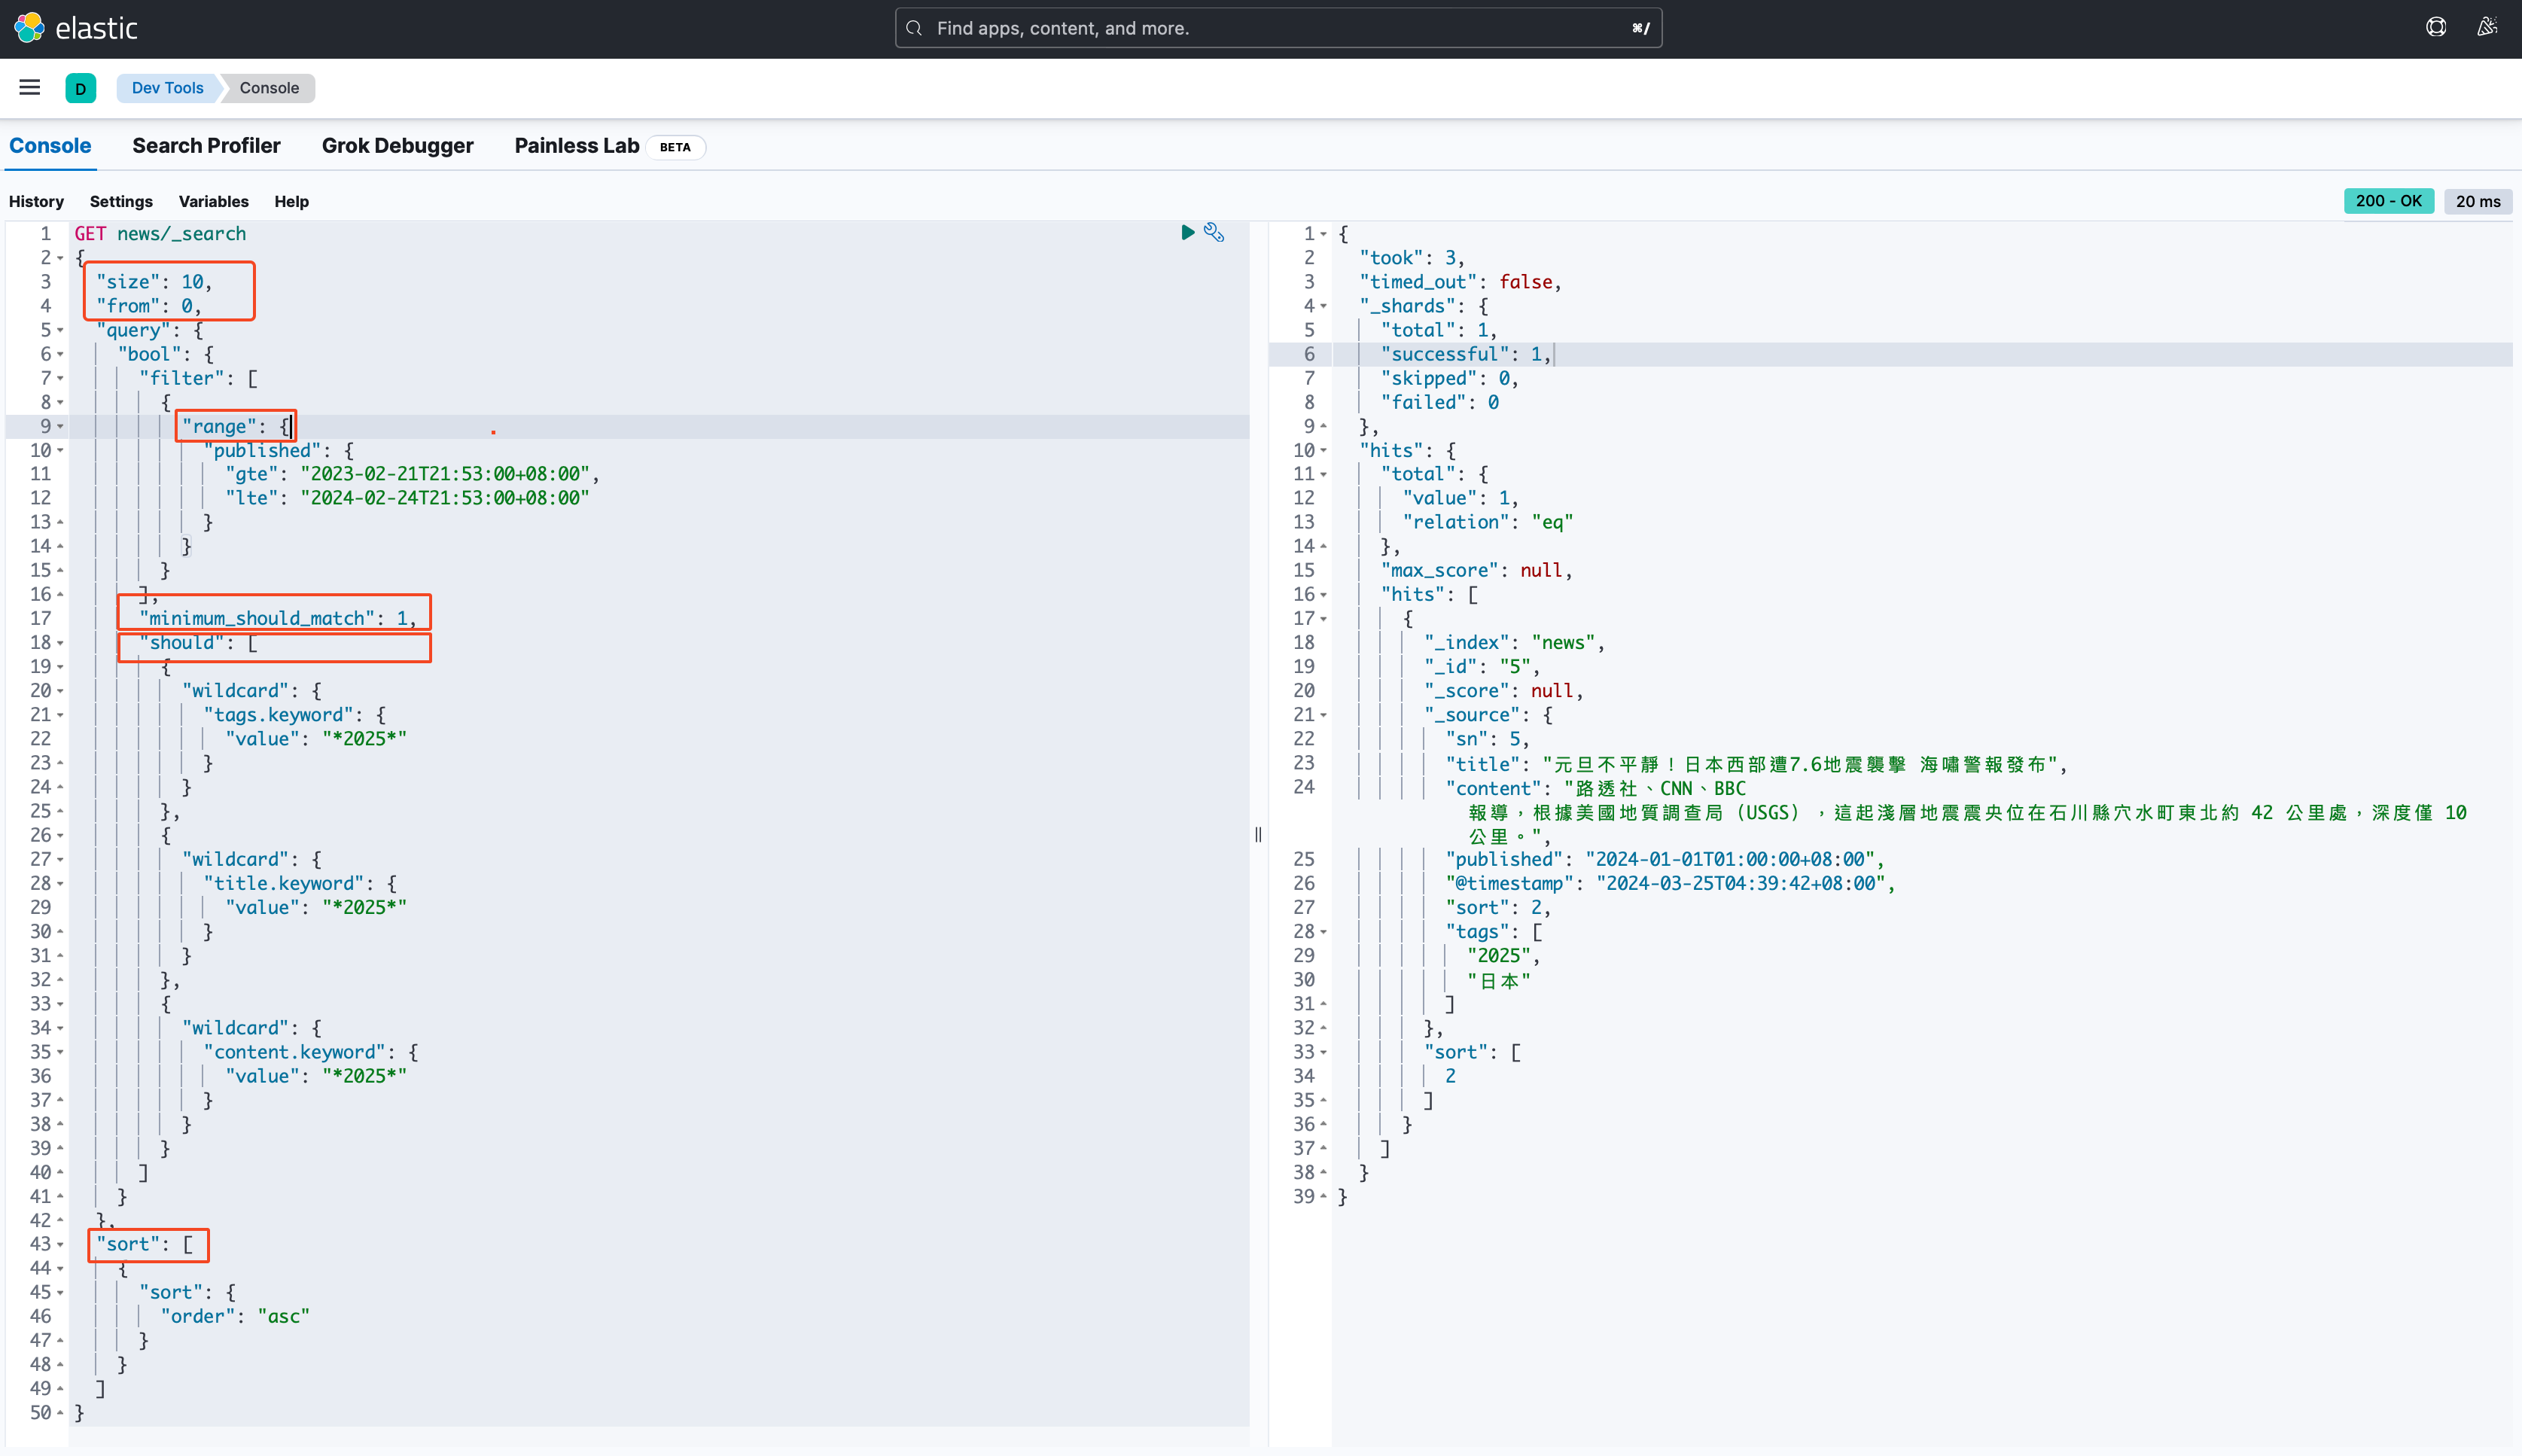 elastic
Find apps, content, and more.
⌘/
D
Dev Tools
Console
Console
Search Profiler
Grok Debugger
Painless Lab
BETA
History
Settings
Variables
Help
200 - OK
20 ms
1 GET news/_search
2 {
3 "size": 10,
4 "from": 0,
5 "query": {
6 "bool": {
7 "filter": [
8 {
9 "range": {
10 "published": {
11 "gte": "2023-02-21T21:53:00+08:00",
12 "lte": "2024-02-24T21:53:00+08:00"
13 }
14 }
15 }
16 ],
17 "minimum_should_match": 1,
18 "should": [
19 {
20 "wildcard": {
21 "tags.keyword": {
22 "value": "*2025*"
23 }
24 }
25 },
26 {
27 "wildcard": {
28 "title.keyword": {
29 "value": "*2025*"
30 }
31 }
32 },
33 {
34 "wildcard": {
35 "content.keyword": {
36 "value": "*2025*"
37 }
38 }
39 }
40 ]
41 }
42 },
43 "sort": [
44 {
45 "sort": {
46 "order": "asc"
47 }
48 }
49 ]
50 }
1 {
2 "took": 3,
3 "timed_out": false,
4 "_shards": {
5 "total": 1,
6 "successful": 1,
7 "skipped": 0,
8 "failed": 0
9 },
10 "hits": {
11 "total": {
12 "value": 1,
13 "relation": "eq"
14 },
15 "max_score": null,
16 "hits": [
17 {
18 "_index": "news",
19 "_id": "5",
20 "_score": null,
21 "_source": {
22 "sn": 5,
23 "title": "元旦不平靜！日本西部遭7.6地震襲擊 海嘯警報發布",
24 "content": "路透社、CNN、BBC
報導，根據美國地質調查局（USGS），這起淺層地震震央位在石川縣穴水町東北約 42 公里處，深度僅 10
公里。",
25 "published": "2024-01-01T01:00:00+08:00",
26 "@timestamp": "2024-03-25T04:39:42+08:00",
27 "sort": 2,
28 "tags": [
29 "2025",
30 "日本"
31 ]
32 },
33 "sort": [
34 2
35 ]
36 }
37 ]
38 }
39 }